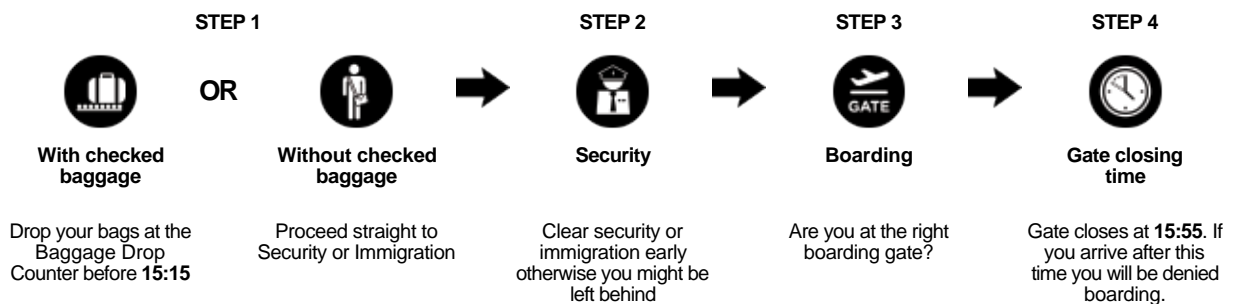 STEP 1
STEP 2
STEP 3
STEP 4
OR
GATE
With checked
baggage
Without checked
baggage
Security
Boarding
Gate closing
time
Drop your bags at the
Baggage Drop
Counter before 15:15
Proceed straight to
Security or Immigration
Clear security or
immigration early
otherwise you might be
left behind
Are you at the right
boarding gate?
Gate closes at 15:55. If
you arrive after this
time you will be denied
boarding.